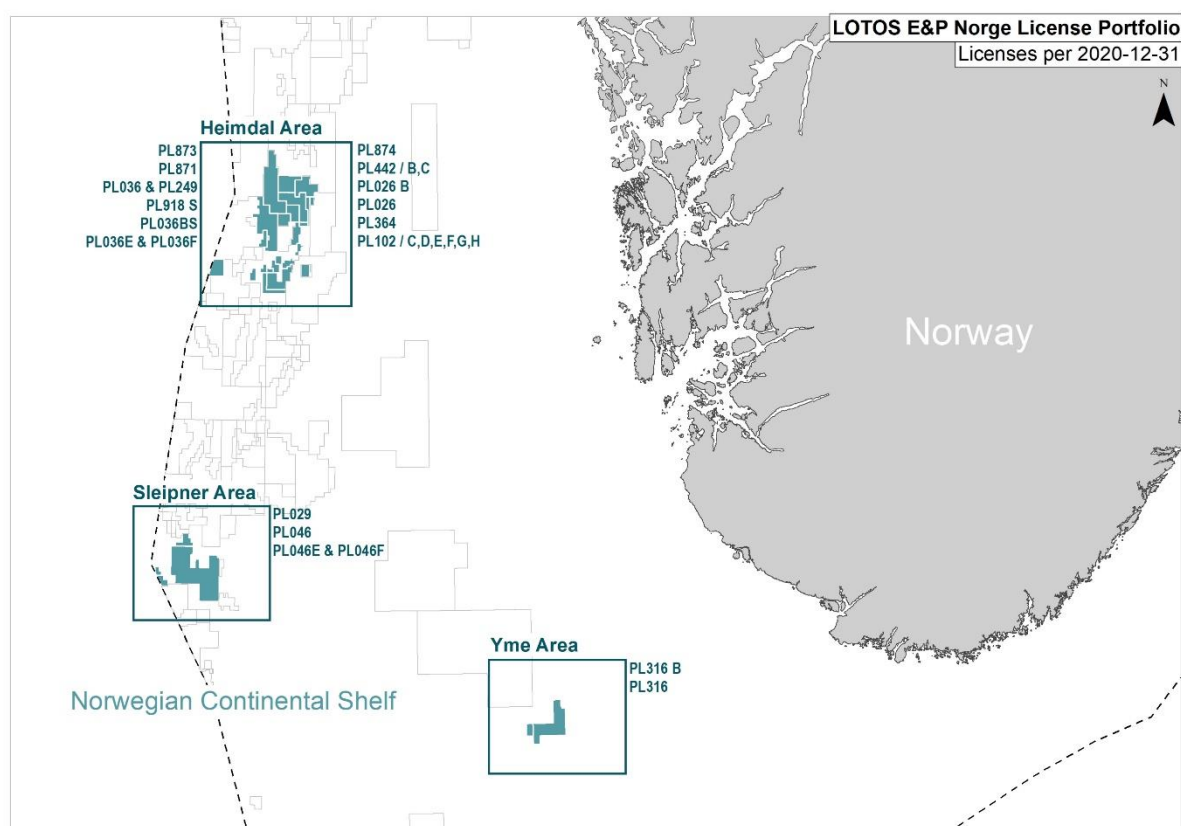 LOTOS E&P Norge License Portfolio
Licenses per 2020-12-31
N
Heimdal Area
PL873
PL871
PL036 & PL249
PL918 S
PL036BS
PL036E & PL036F
PL874
PL442 / B,C
PL026 B
PL026
PL364
PL102 / C,D,E,F,G,H
Norway
Sleipner Area
PL029
PL046
PL046E & PL046F
Yme Area
PL316 B
PL316
Norwegian Continental Shelf